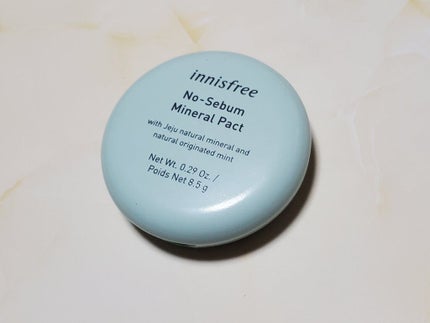 innisfree
No-Sebum
Mineral Pact
with Jeju natural mineral and
natural originated mint
Net Wt. 0.29 Oz. /
Poids Net 8.5 g